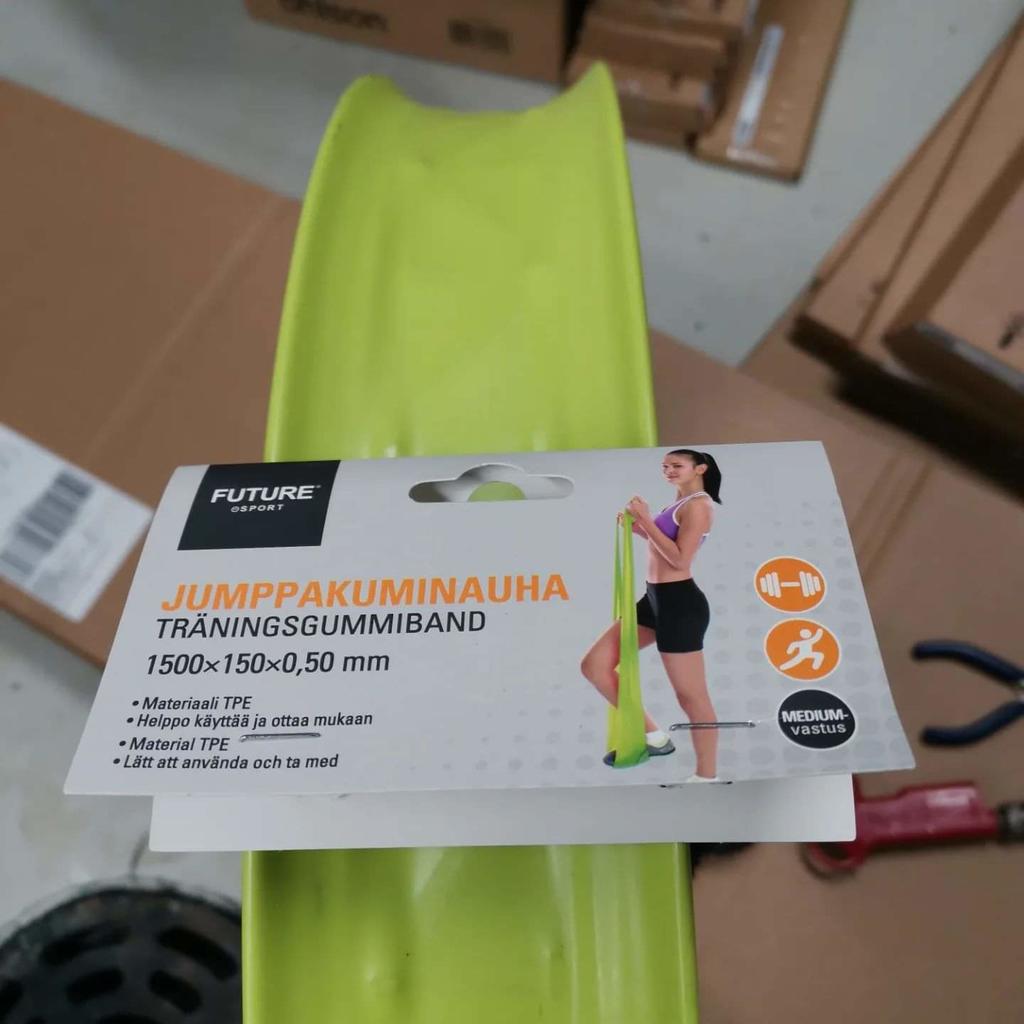 ohlson
FUTURE
SPORT
JUMPPAKUMINAUHA
TRÄNINGSGUMMIBAND
1500×150×0,50 mm
• Materiaali TPE
• Helppo käyttää ja ottaa mukaan
• Material TPE
• Lätt att använda och ta med
MEDIUM-
vastus